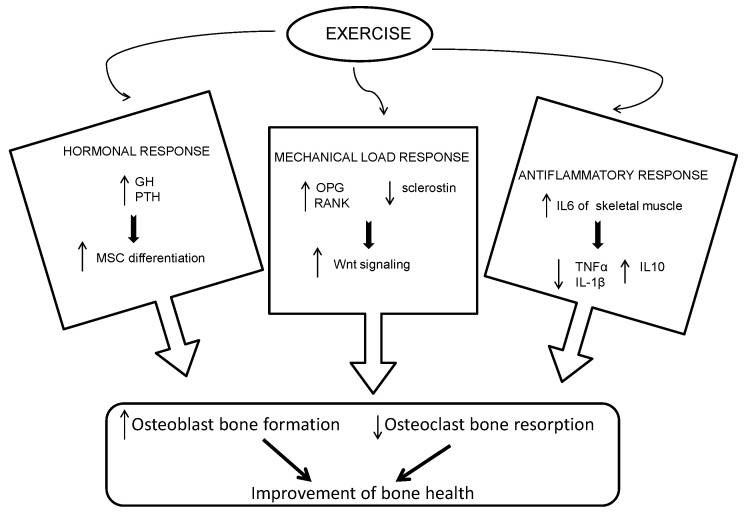 EXERCISE
HORMONAL RESPONSE
↑ GH
PTH
↑ MSC differentiation
MECHANICAL LOAD RESPONSE
↑ OPG ↓ sclerostin
RANK
↑ Wnt signaling
ANTIFLAMMATORY RESPONSE
↑ IL6 of skeletal muscle
↓ TNFα ↑ IL10
IL-1β
↑ Osteoblast bone formation ↓ Osteoclast bone resorption
Improvement of bone health